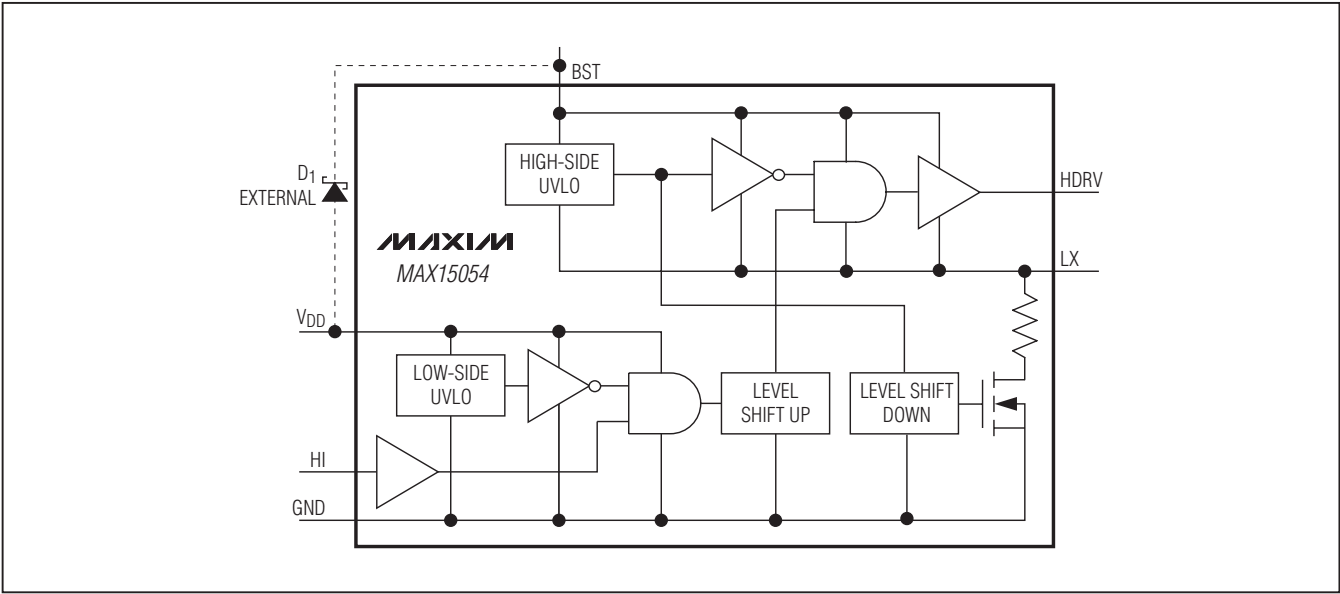 BST
HIGH-SIDE
UVLO
D1
EXTERNAL
HDRV
MAXIM
MAX15054
LX
VDD
LOW-SIDE
UVLO
LEVEL
SHIFT UP
LEVEL SHIFT
DOWN
HI
GND